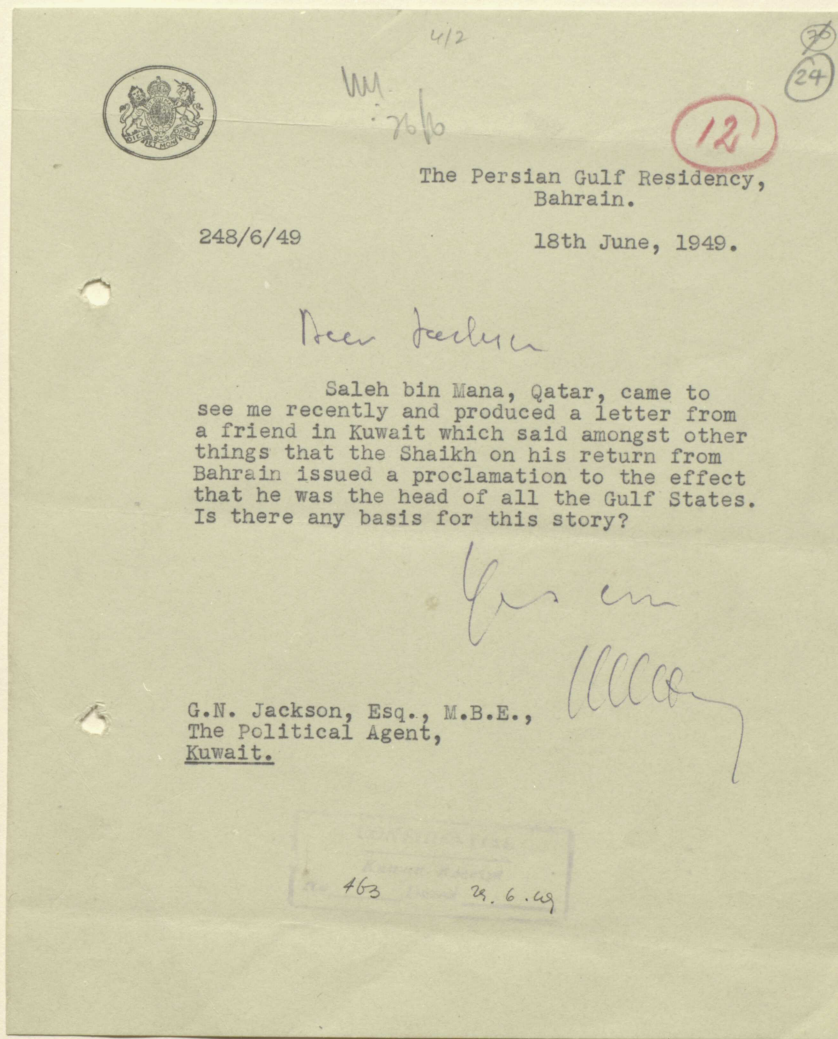 4/2
26
24
12
26/6
The Persian Gulf Residency,
Bahrain.
248/6/49
18th June, 1949.
Dear Jackson
Saleh bin Mana, Qatar, came to
see me recently and produced a letter from
a friend in Kuwait which said amongst other
things that the Shaikh on his return from
Bahrain issued a proclamation to the effect
that he was the head of all the Gulf States.
Is there any basis for this story?
Yours ever
G.N. Jackson, Esq., M.B.E.,
The Political Agent,
Kuwait.
463
29.6.49